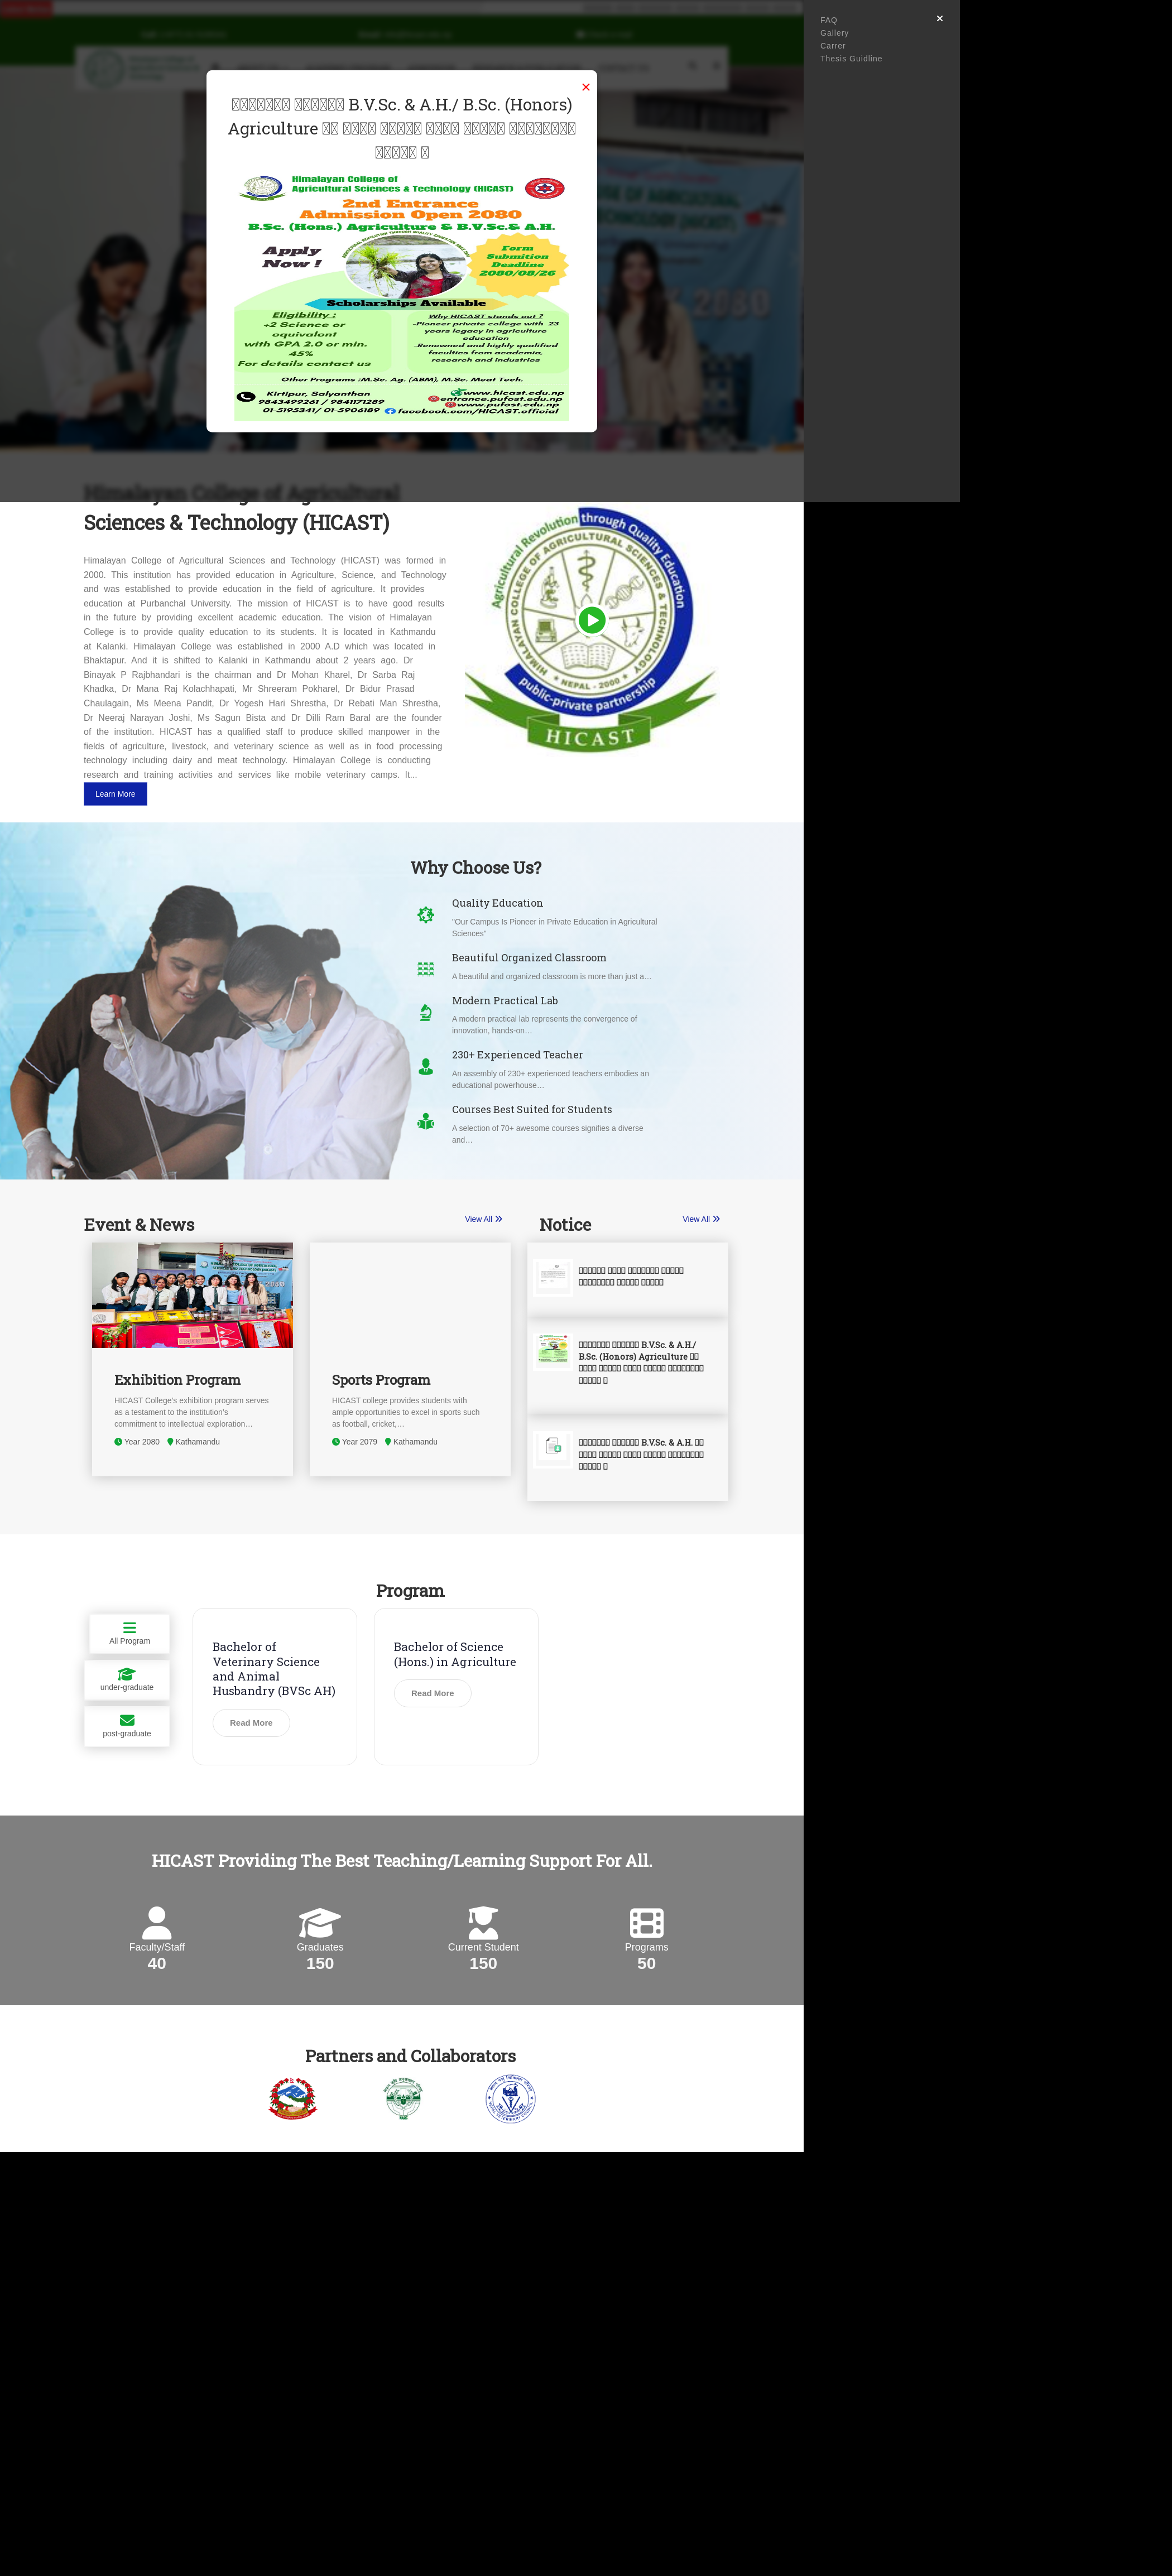 FAQ
Gallery
Carrer
Thesis Guidline
B.V.Sc. & A.H./ B.Sc. (Honors)
Agriculture
Himalayan College of
Agricultural Sciences & Technology (HICAST)
2nd Entrance
Admission Open 2080
B.Sc. (Hons.) Agriculture & B.V.Sc.& A.H.
Apply
Now !
Form
Submition
Deadline
2080/08/26
Scholarships Available
Eligibility :
+2 Science or
equivalent
with GPA 2.0 or min.
45%
For details contact us
Why HICAST stands out ?
-Pioneer private college with 23
years legacy in agriculture
education
-Renowned and highly qualified
faculties from academia,
research and industries
Other Programs :M.Sc. Ag. (ABM), M.Sc. Meat Tech.
Kirtipur, Salyanthan
9843499261 / 9841171289
01-5195341/ 01-5906189
www.hicast.edu.np
entrance.pufost.edu.np
www.pufost.edu.np
facebook.com/HICAST.official
Himalayan College of Agricultural
Sciences & Technology (HICAST)
Himalayan College of Agricultural Sciences and Technology (HICAST) was formed in
2000. This institution has provided education in Agriculture, Science, and Technology
and was established to provide education in the field of agriculture. It provides
education at Purbanchal University. The mission of HICAST is to have good results
in the future by providing excellent academic education. The vision of Himalayan
College is to provide quality education to its students. It is located in Kathmandu
at Kalanki. Himalayan College was established in 2000 A.D which was located in
Bhaktapur. And it is shifted to Kalanki in Kathmandu about 2 years ago. Dr
Binayak P Rajbhandari is the chairman and Dr Mohan Kharel, Dr Sarba Raj
Khadka, Dr Mana Raj Kolachhapati, Mr Shreeram Pokharel, Dr Bidur Prasad
Chaulagain, Ms Meena Pandit, Dr Yogesh Hari Shrestha, Dr Rebati Man Shrestha,
Dr Neeraj Narayan Joshi, Ms Sagun Bista and Dr Dilli Ram Baral are the founder
of the institution. HICAST has a qualified staff to produce skilled manpower in the
fields of agriculture, livestock, and veterinary science as well as in food processing
technology including dairy and meat technology. Himalayan College is conducting
research and training activities and services like mobile veterinary camps. It...
Learn More
Agricultural Revolution through Quality Education
HIMALAYAN COLLEGE OF AGRICULTURAL SCIENCES & TECHNOLOGY
NEPAL - 2000
public-private partnership
HICAST
Why Choose Us?
Quality Education
"Our Campus Is Pioneer in Private Education in Agricultural
Sciences"
Beautiful Organized Classroom
A beautiful and organized classroom is more than just a…
Modern Practical Lab
A modern practical lab represents the convergence of
innovation, hands-on…
230+ Experienced Teacher
An assembly of 230+ experienced teachers embodies an
educational powerhouse…
Courses Best Suited for Students
A selection of 70+ awesome courses signifies a diverse
and…
Event & News
View All
Exhibition Program
HICAST College's exhibition program serves
as a testament to the institution's
commitment to intellectual exploration…
Year 2080 Kathamandu
Sports Program
HICAST college provides students with
ample opportunities to excel in sports such
as football, cricket,…
Year 2079 Kathamandu
Notice
View All
B.V.Sc. & A.H./
B.Sc. (Honors) Agriculture
B.V.Sc. & A.H.
Program
All Program
under-graduate
post-graduate
Bachelor of
Veterinary Science
and Animal
Husbandry (BVSc AH)
Read More
Bachelor of Science
(Hons.) in Agriculture
Read More
HICAST Providing The Best Teaching/Learning Support For All.
Faculty/Staff
40
Graduates
150
Current Student
150
Programs
50
Partners and Collaborators